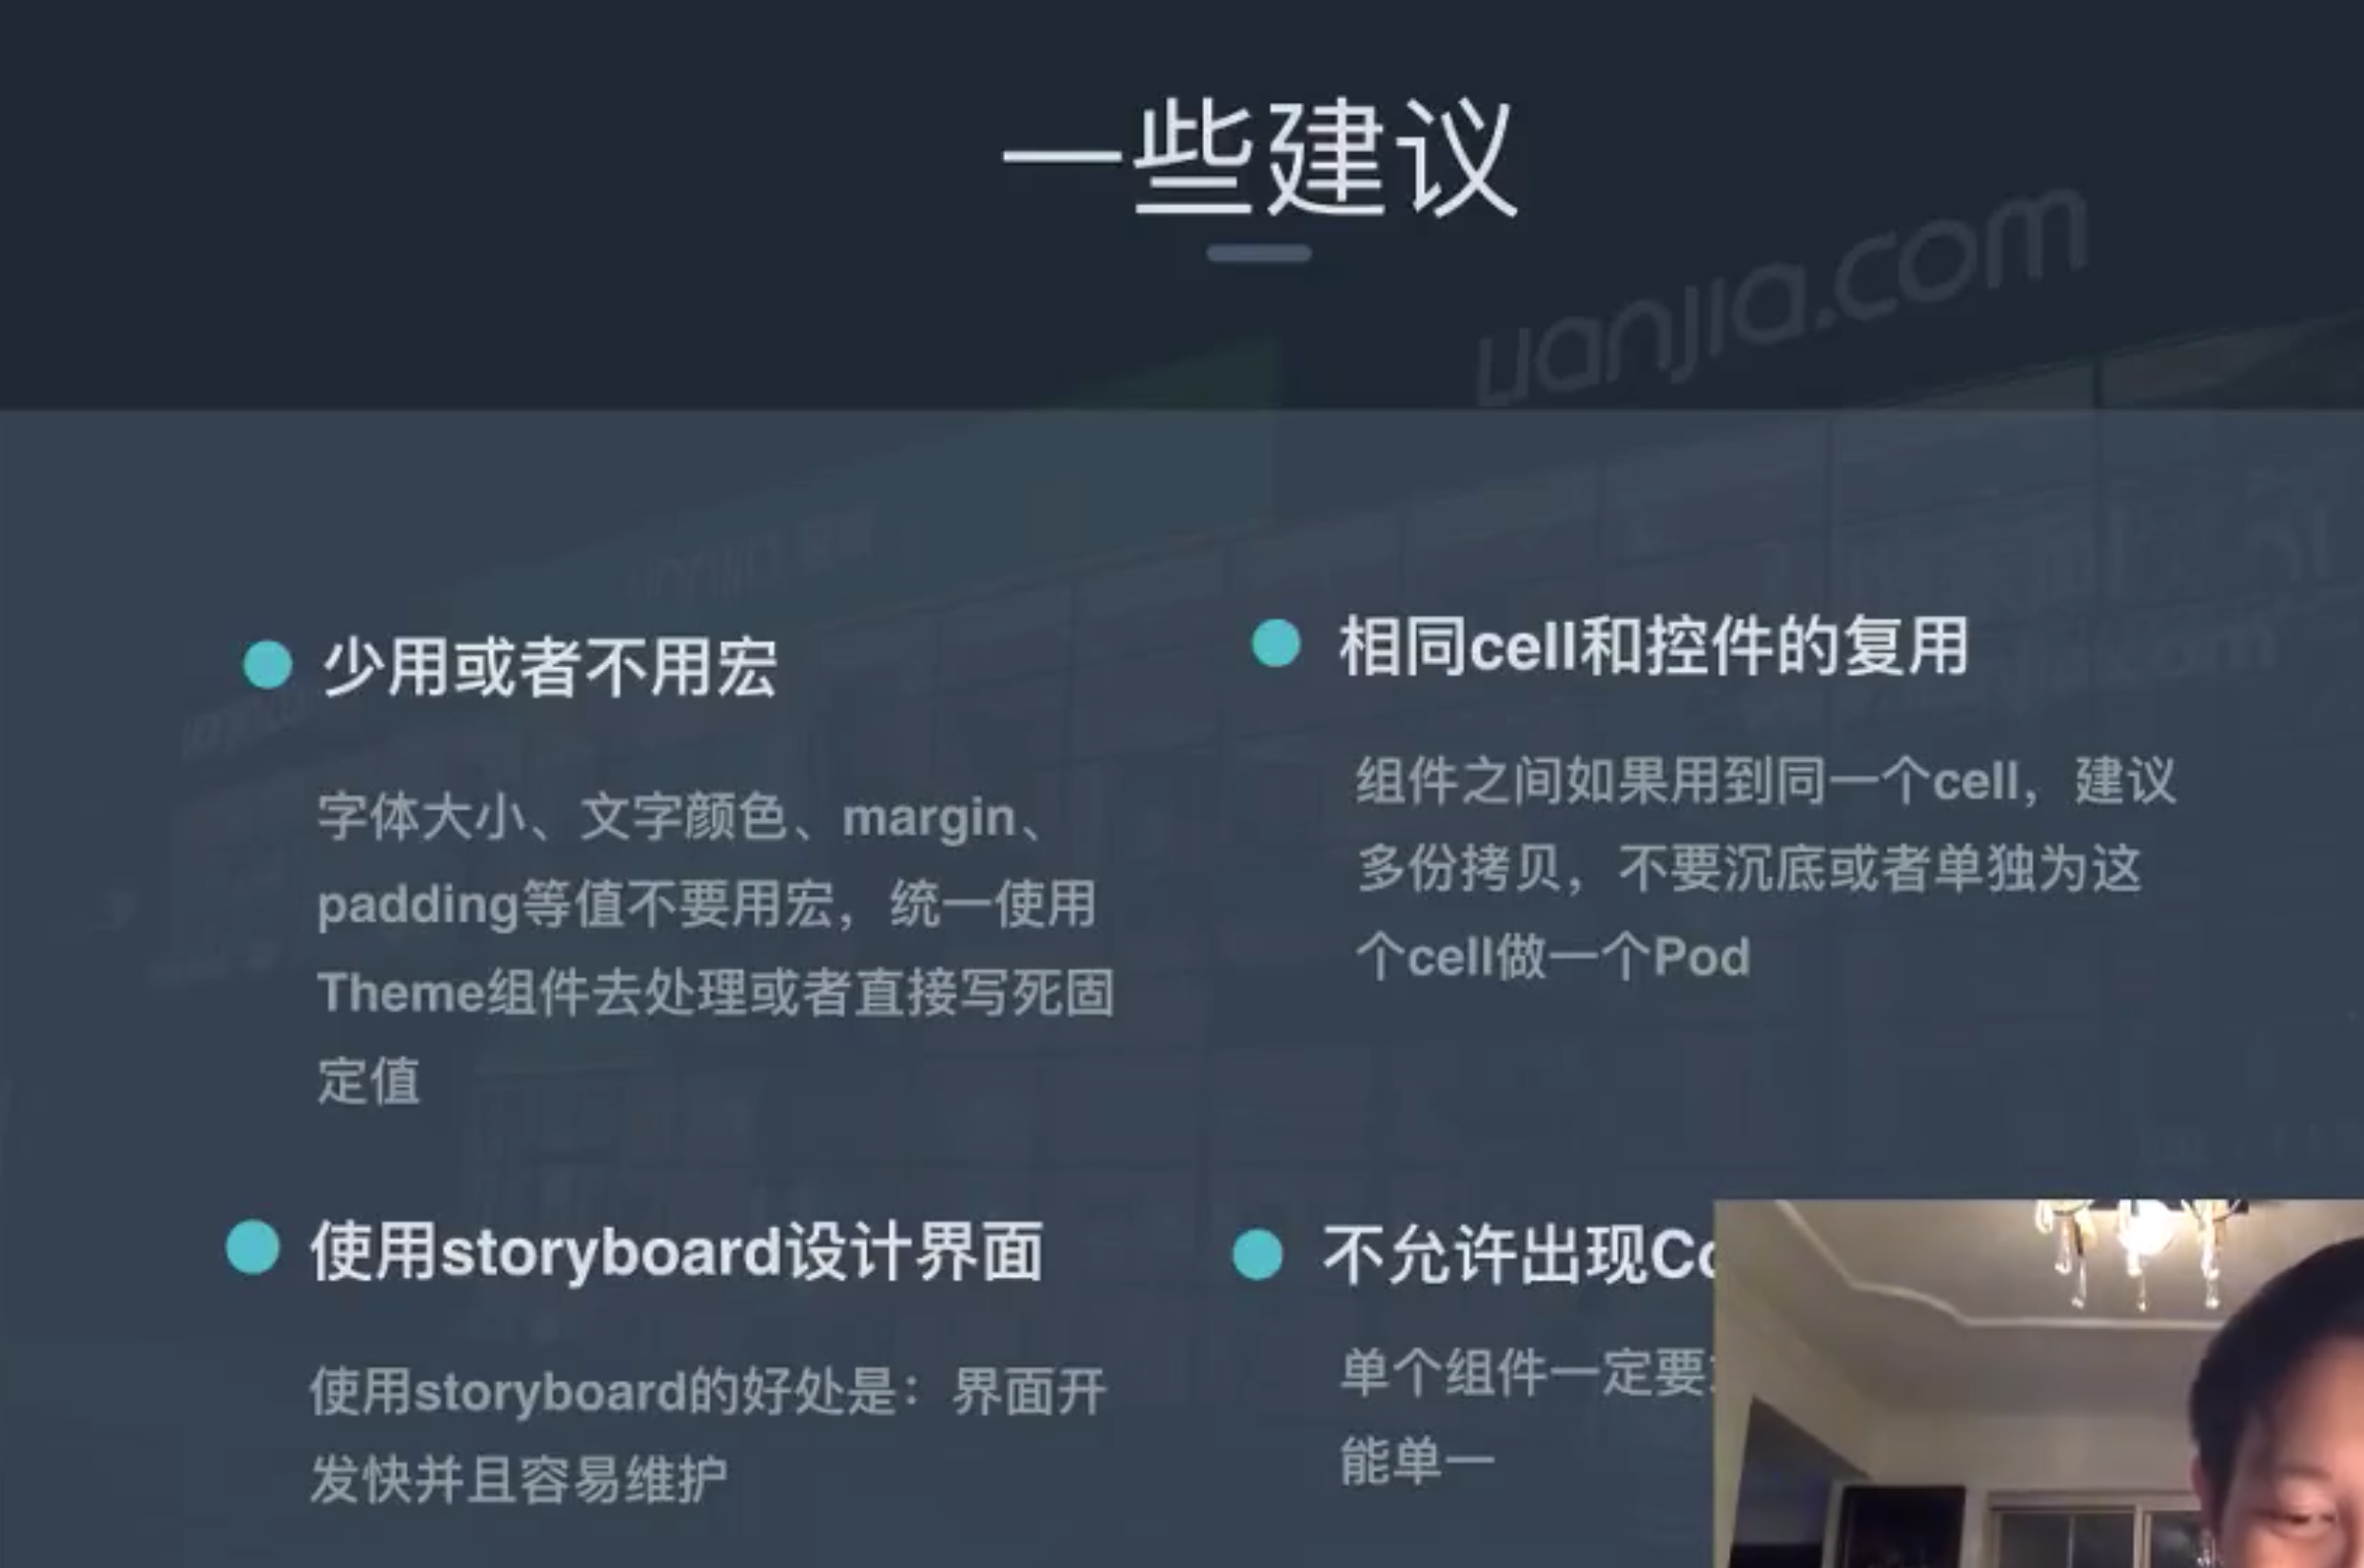 一些建议
uanjia.com
少用或者不用宏
字体大小、文字颜色、margin、
padding等值不要用宏，统一使用
Theme组件去处理或者直接写死固
定值
相同cell和控件的复用
组件之间如果用到同一个cell，建议
多份拷贝，不要沉底或者单独为这
个cell做一个Pod
使用storyboard设计界面
使用storyboard的好处是：界面开
发快并且容易维护
不允许出现Co
单个组件一定要
能单一